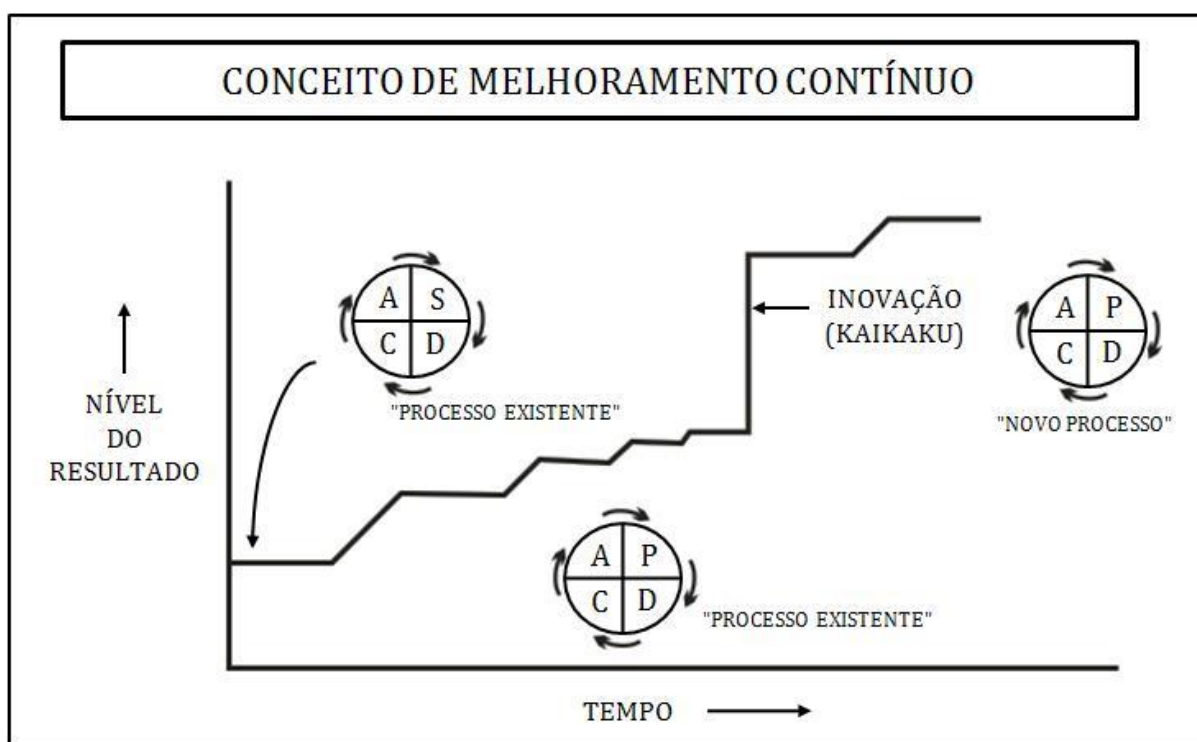 CONCEITO DE MELHORAMENTO CONTÍNUO
A S
C D
"PROCESSO EXISTENTE"
INOVAÇÃO
(KAIKAKU)
A P
C D
"NOVO PROCESSO"
NÍVEL
DO
RESULTADO
A P
C D
"PROCESSO EXISTENTE"
TEMPO